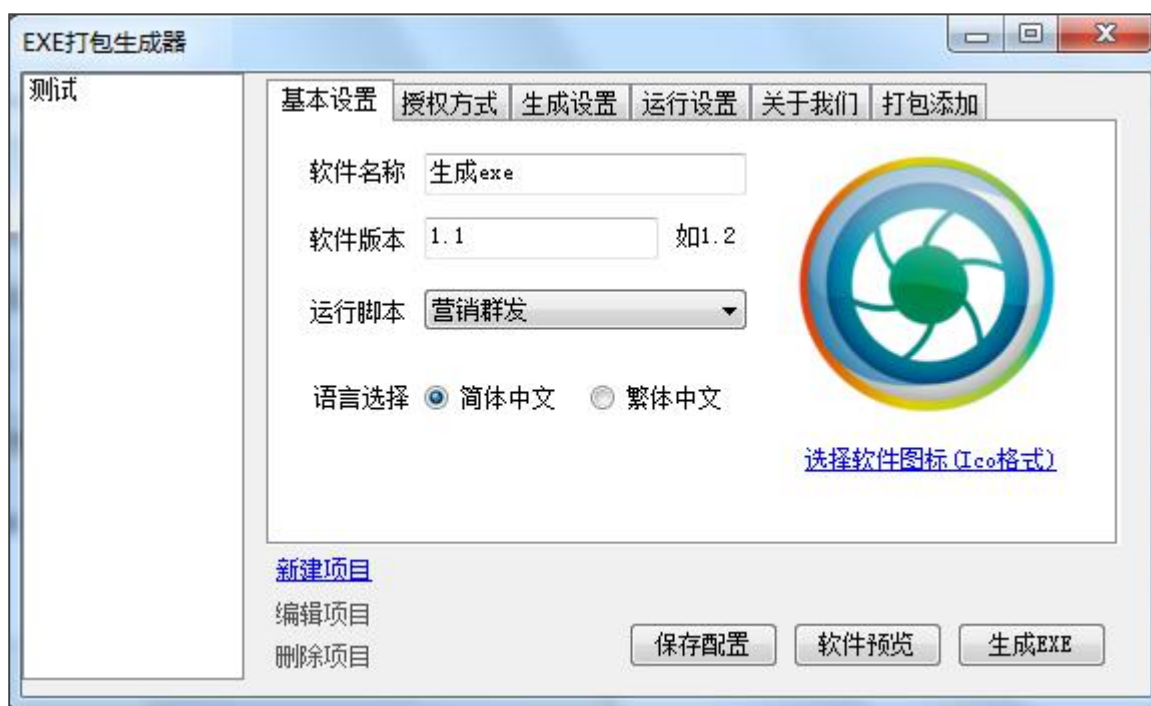 EXE打包生成器
测试
基本设置 授权方式 生成设置 运行设置 关于我们 打包添加
软件名称 生成exe
软件版本 1.1 如1.2
运行脚本 营销群发
语言选择 简体中文 繁体中文
选择软件图标(Ico格式)
新建项目
编辑项目
删除项目
保存配置 软件预览 生成EXE